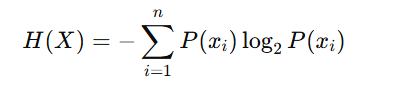 H(X) = − ∑_{i=1}^{n} P(x_i) log_2 P(x_i)